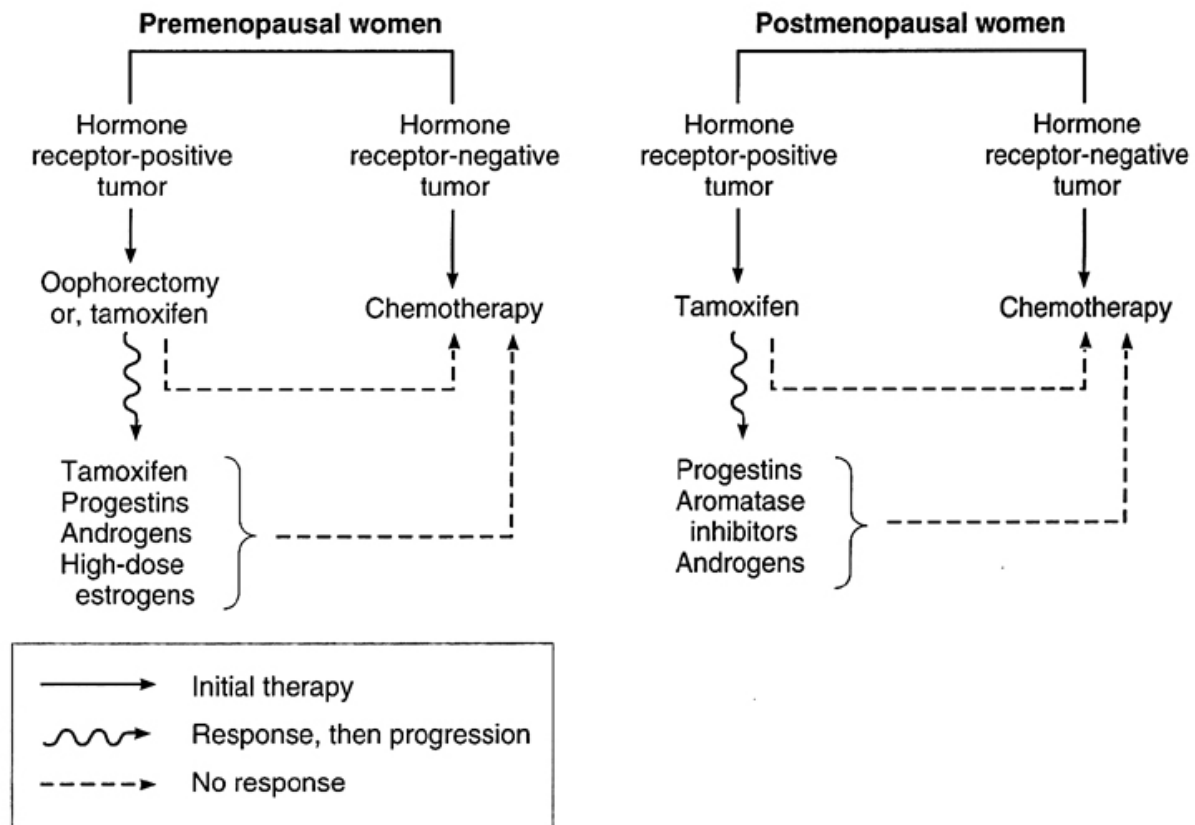 Premenopausal women
Hormone
receptor-positive
tumor
Hormone
receptor-negative
tumor
Oophorectomy
or, tamoxifen
Chemotherapy
Tamoxifen
Progestins
Androgens
High-dose
estrogens
Postmenopausal women
Hormone
receptor-positive
tumor
Hormone
receptor-negative
tumor
Tamoxifen
Chemotherapy
Progestins
Aromatase
inhibitors
Androgens
Initial therapy
Response, then progression
No response